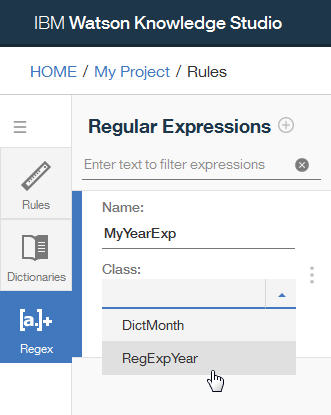 IBM Watson Knowledge Studio
HOME / My Project / Rules
Regular Expressions
Enter text to filter expressions
Rules
Dictionaries
[a.]+
Regex
Name:
MyYearExp
Class:
DictMonth
RegExpYear